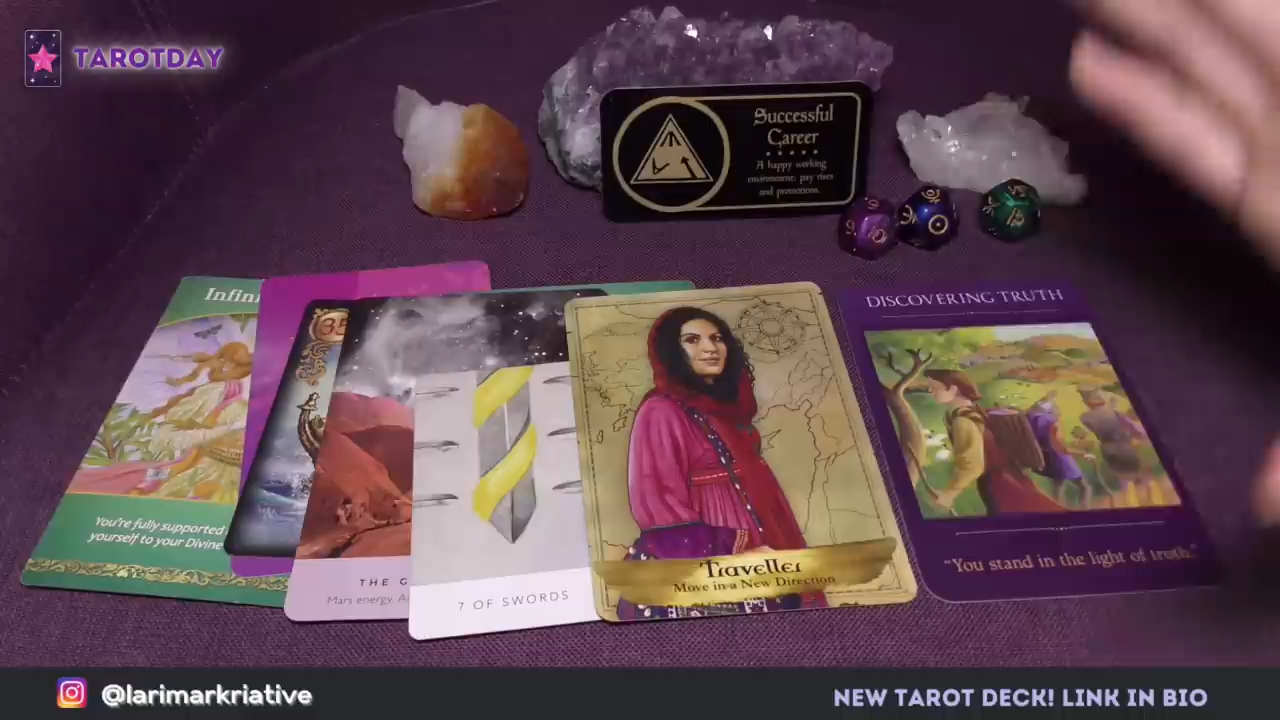 TAROTDAY
Successful
Career
A happy working
environment; pay rises
and promotions.
Infin
You're fully supported
yourself to your Divine
35
THE G
Mars energy. A
7 OF SWORDS
Traveller
Move in a New Direction
DISCOVERING TRUTH
"You stand in the light of truth."
@larimarkriative
NEW TAROT DECK! LINK IN BIO